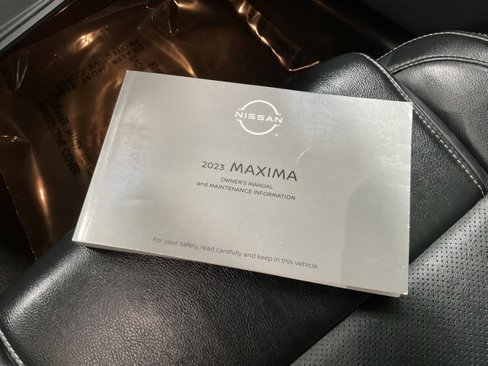 NISSAN
2023 MAXIMA
OWNER'S MANUAL
and MAINTENANCE INFORMATION
For your safety, read carefully and keep in this vehicle.